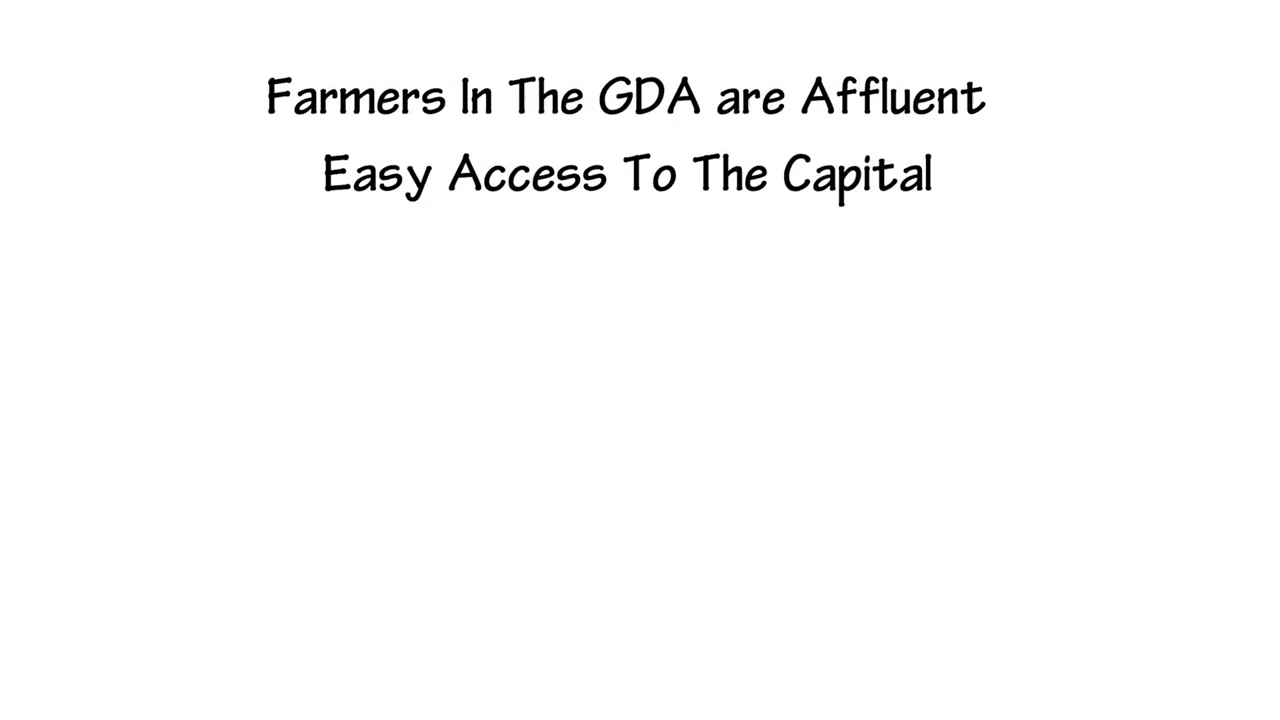 Farmers In The GDA are Affluent
Easy Access To The Capital